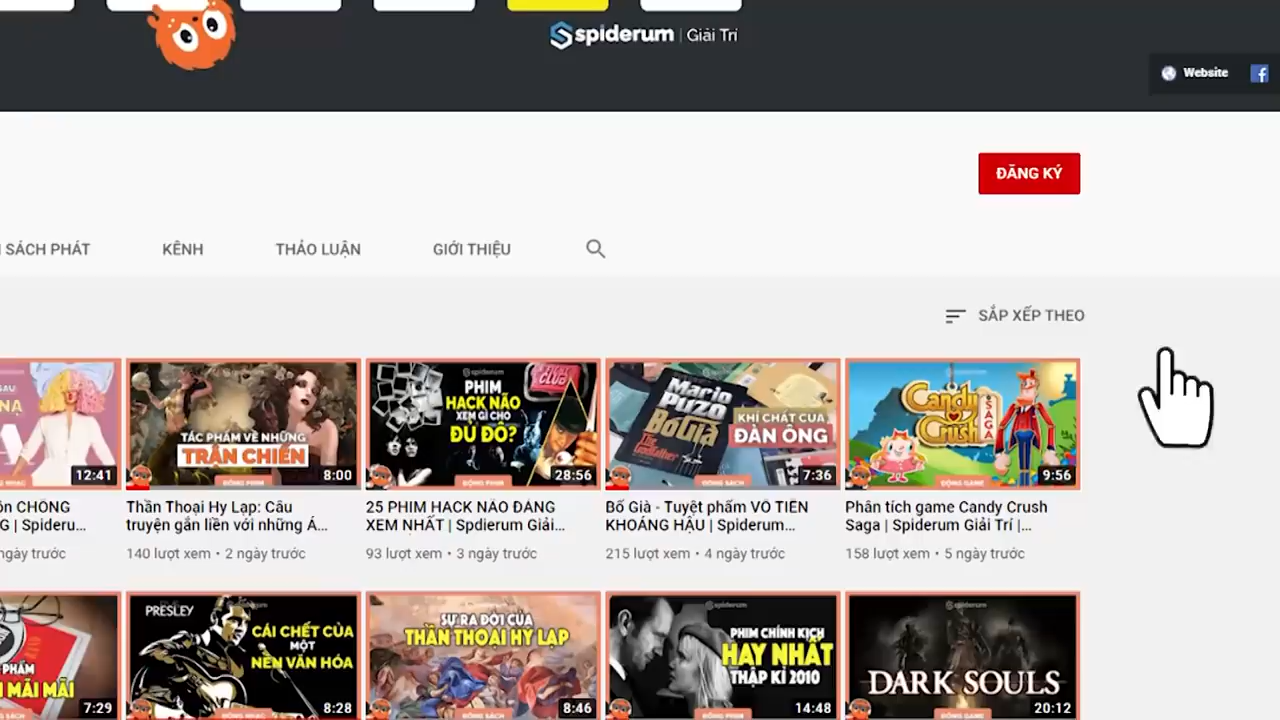 spiderum | Giải Trí
Website
ĐĂNG KÝ
SÁCH PHÁT
KÊNH
THẢO LUẬN
GIỚI THIỆU
SẮP XẾP THEO
12:41
TÁC PHẨM VỀ NHỮNG
TRẬN CHIẾN
8:00
PHIM
HACK NÃO
XEM GÌ CHO
ĐỦ ĐÔ?
28:56
Mario
Puzo
Bố Già
The
Godfather
KHÍ CHẤT CỦA
ĐÀN ÔNG
7:36
Candy
Crush
SAGA
9:56
CHỒNG
G | Spideru...
ngày trước
Thần Thoại Hy Lạp: Câu
truyện gắn liền với những Á...
140 lượt xem • 2 ngày trước
25 PHIM HACK NÃO ĐÁNG
XEM NHẤT | Spdierum Giải...
93 lượt xem • 3 ngày trước
Bố Già - Tuyệt phẩm VÔ TIỀN
KHOÁNG HẬU | Spiderum...
215 lượt xem • 4 ngày trước
Phân tích game Candy Crush
Saga | Spiderum Giải Trí |...
158 lượt xem • 5 ngày trước
PHẨM
MÃI MÃI
7:29
PRESLEY
CÁI CHẾT CỦA
MỘT
NỀN VĂN HÓA
8:28
SỰ RA ĐỜI CỦA
THẦN THOẠI HY LẠP
8:46
PHIM CHÍNH KỊCH
HAY NHẤT
THẬP KỈ 2010
14:48
DARK SOULS
20:12